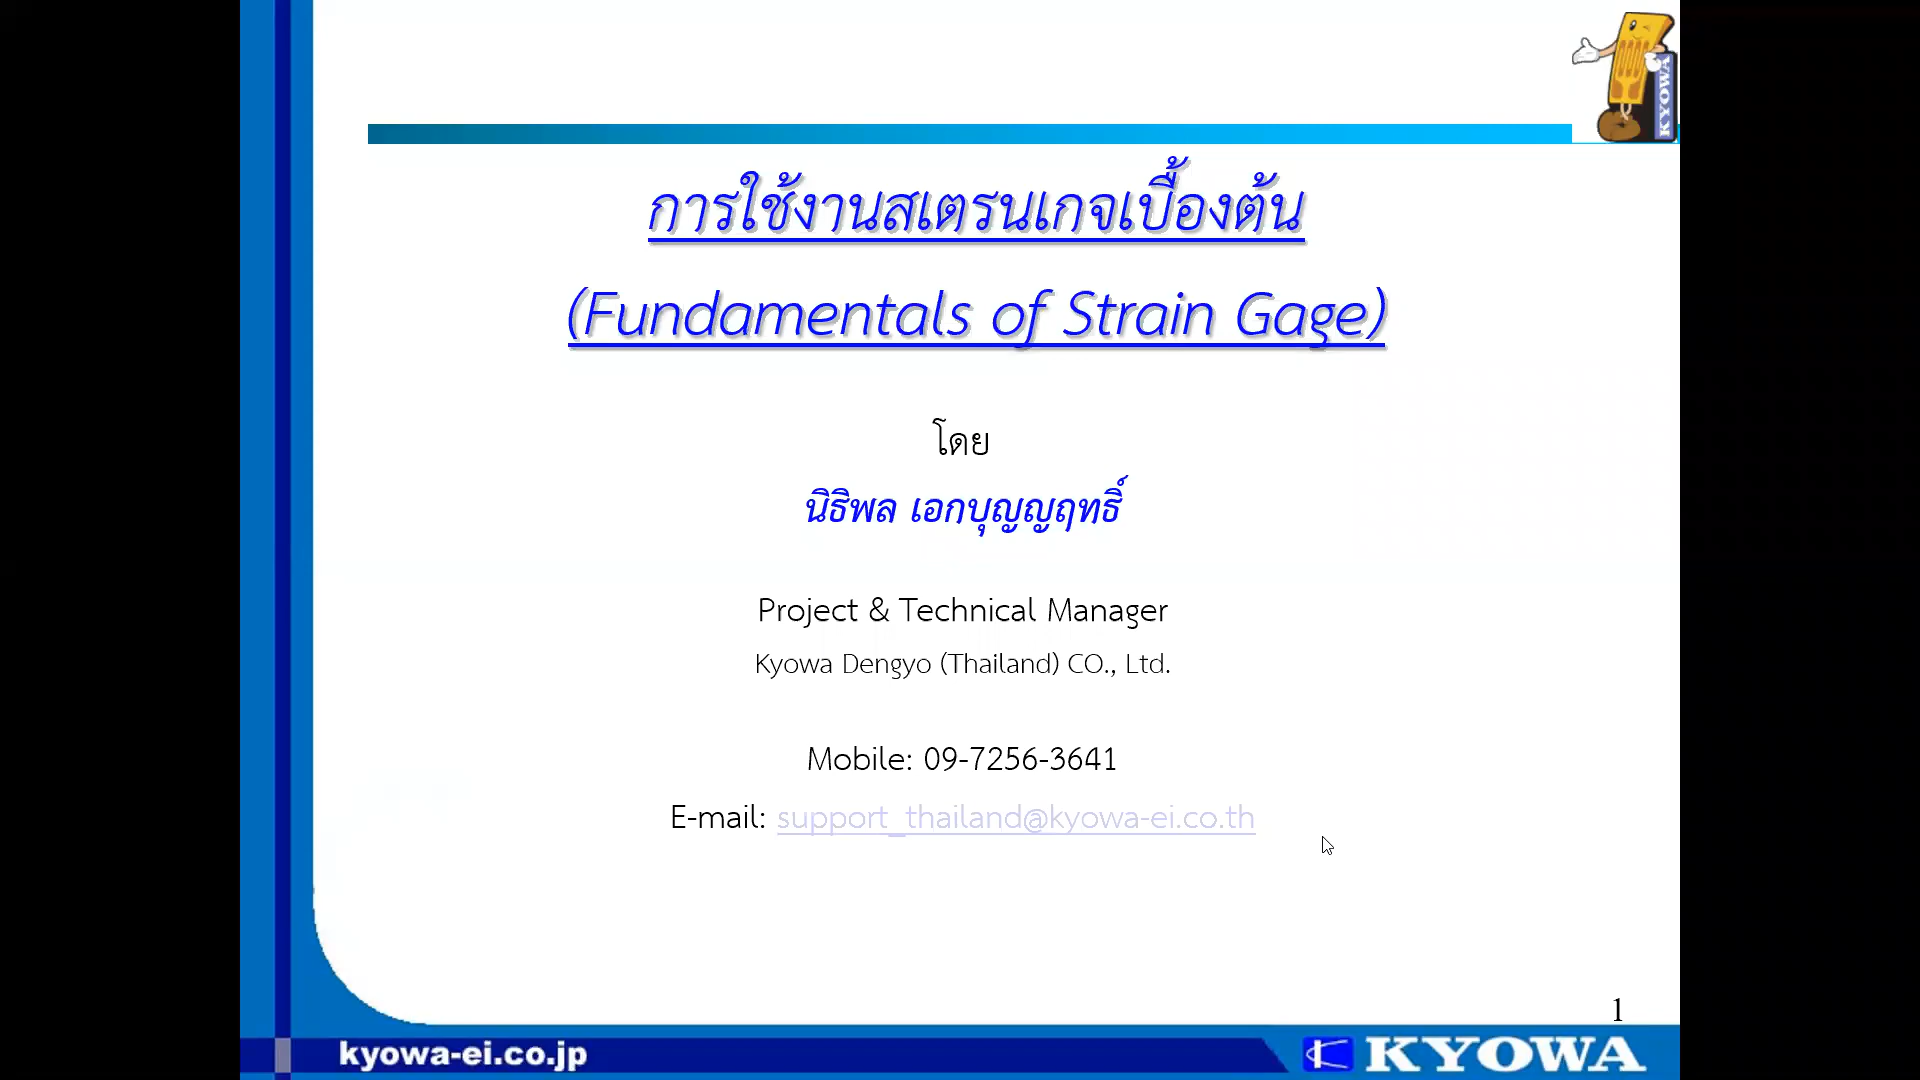 KYOWA
การใช้งานสเตรนเกจเบื้องต้น
(Fundamentals of Strain Gage)
โดย
นิธิพล เอกบุญญฤทธิ์
Project & Technical Manager
Kyowa Dengyo (Thailand) CO., Ltd.
Mobile: 09-7256-3641
E-mail: support_thailand@kyowa-ei.co.th
1
kyowa-ei.co.jp
KYOWA